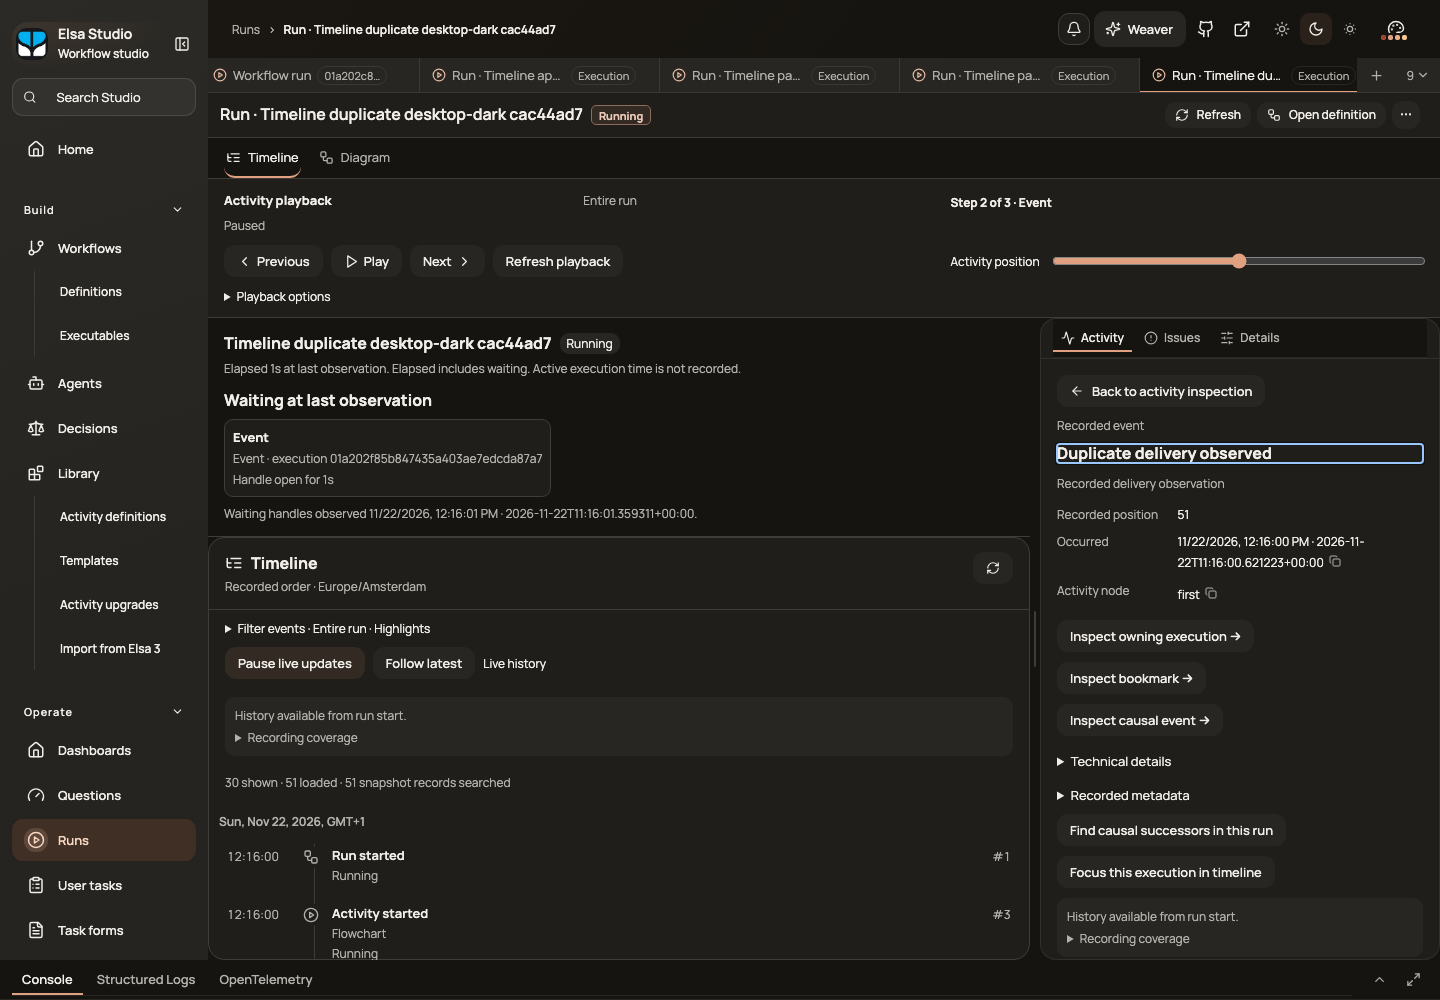 Elsa Studio
Workflow studio
Search Studio
Home
Build
Workflows
Definitions
Executables
Agents
Decisions
Library
Activity definitions
Templates
Activity upgrades
Import from Elsa 3
Operate
Dashboards
Questions
Runs
User tasks
Task forms
Runs › Run · Timeline duplicate desktop-dark cac44ad7
Weaver
Workflow run 01a202c8...
Run · Timeline ap... Execution
Run · Timeline pa... Execution
Run · Timeline pa... Execution
Run · Timeline du... Execution
9
Run · Timeline duplicate desktop-dark cac44ad7 Running
Refresh
Open definition
Timeline
Diagram
Activity playback
Entire run
Step 2 of 3 · Event
Paused
Previous
Play
Next
Refresh playback
Activity position
Playback options
Timeline duplicate desktop-dark cac44ad7 Running
Elapsed 1s at last observation. Elapsed includes waiting. Active execution time is not recorded.
Waiting at last observation
Event
Event · execution 01a202f85b847435a403ae7edcda87a7
Handle open for 1s
Waiting handles observed 11/22/2026, 12:16:01 PM · 2026-11-22T11:16:01.359311+00:00.
Timeline
Recorded order · Europe/Amsterdam
Filter events · Entire run · Highlights
Pause live updates
Follow latest
Live history
History available from run start.
Recording coverage
30 shown · 51 loaded · 51 snapshot records searched
Sun, Nov 22, 2026, GMT+1
12:16:00 Run started #1
Running
12:16:00 Activity started #3
Flowchart
Running
Activity
Issues
Details
Back to activity inspection
Recorded event
Duplicate delivery observed
Recorded delivery observation
Recorded position 51
Occurred 11/22/2026, 12:16:00 PM · 2026-11-
22T11:16:00.621223+00:00
Activity node first
Inspect owning execution →
Inspect bookmark →
Inspect causal event →
Technical details
Recorded metadata
Find causal successors in this run
Focus this execution in timeline
History available from run start.
Recording coverage
Console
Structured Logs
OpenTelemetry